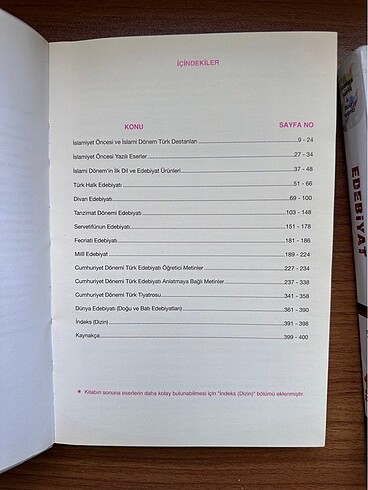 İÇİNDEKİLER
KONU SAYFA NO
İslamiyet Öncesi ve İslami Dönem Türk Destanları 9 - 24
İslamiyet Öncesi Yazılı Eserler 27 - 34
İslami Dönem'in İlk Dil ve Edebiyat Ürünleri 37 - 48
Türk Halk Edebiyatı 51 - 66
Divan Edebiyatı 69 - 100
Tanzimat Dönemi Edebiyatı 103 - 148
Servetifünun Edebiyatı 151 - 178
Fecriati Edebiyatı 181 - 186
Millî Edebiyat 189 - 224
Cumhuriyet Dönemi Türk Edebiyatı Öğretici Metinler 227 - 234
Cumhuriyet Dönemi Türk Edebiyatı Anlatmaya Bağlı Metinler 237 - 338
Cumhuriyet Dönemi Türk Tiyatrosu 341 - 358
Dünya Edebiyatı (Doğu ve Batı Edebiyatları) 361 - 390
İndeks (Dizin) 391 - 398
Kaynakça 399 - 400
* Kitabın sonuna eserlerin daha kolay bulunabilmesi için "İndeks (Dizin)" bölümü eklenmiştir.
EDEBİYAT